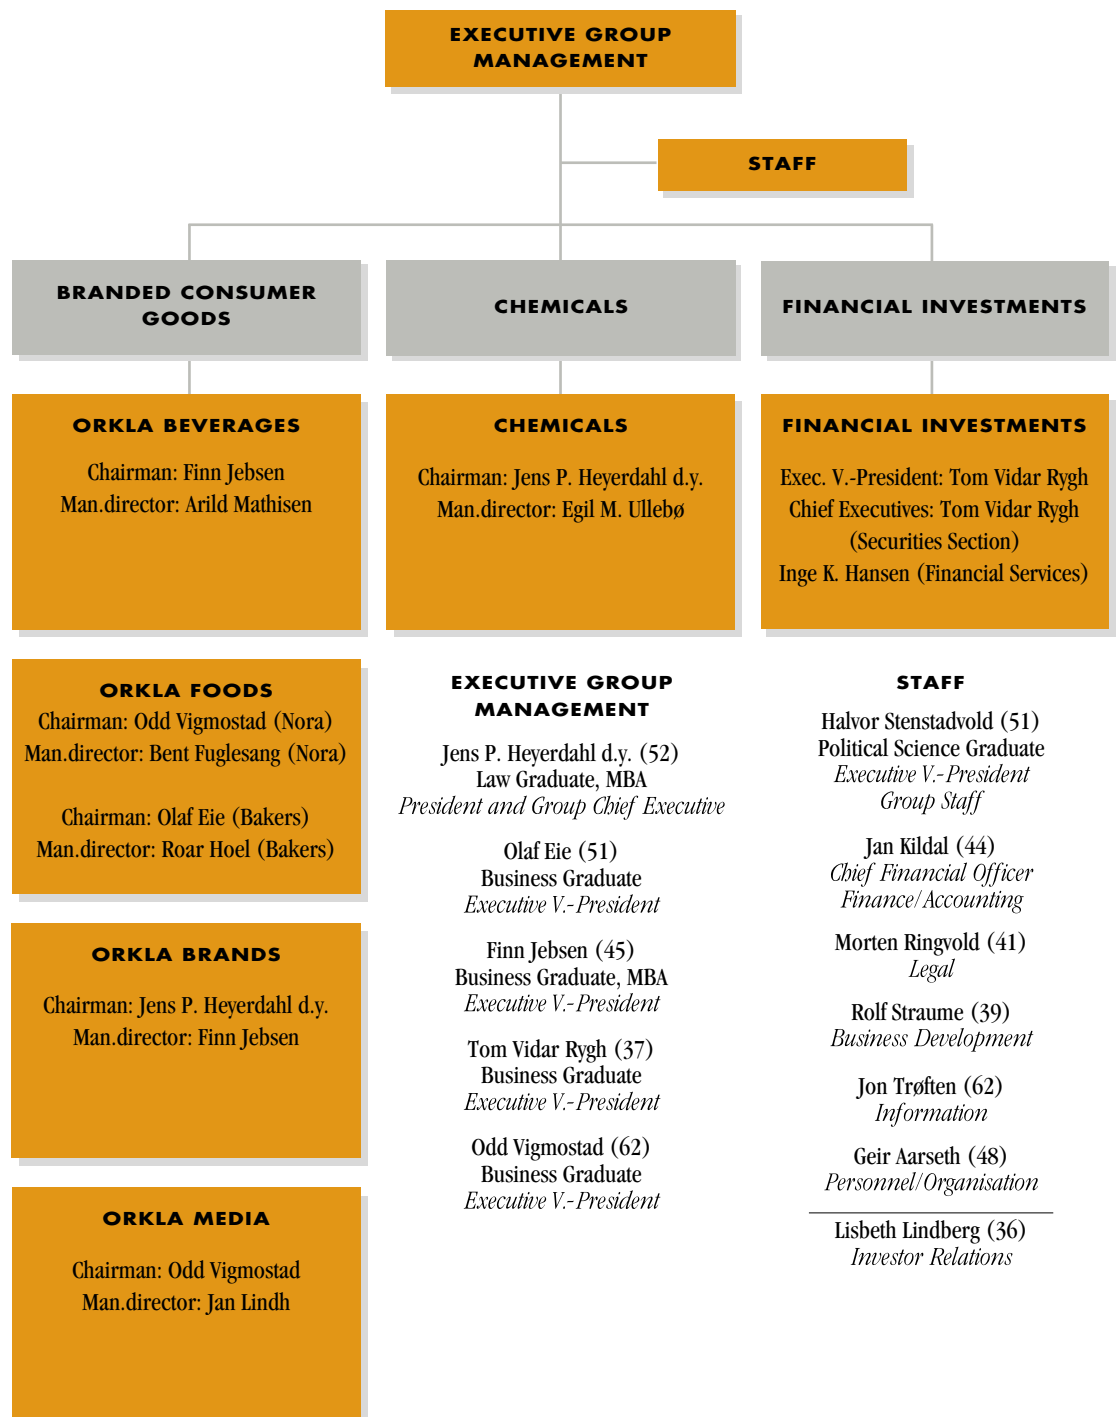 EXECUTIVE GROUP
MANAGEMENT
STAFF
BRANDED CONSUMER
GOODS
CHEMICALS
FINANCIAL INVESTMENTS
ORKLA BEVERAGES
Chairman: Finn Jebsen
Man.director: Arild Mathisen
CHEMICALS
Chairman: Jens P. Heyerdahl d.y.
Man.director: Egil M. Ullebø
FINANCIAL INVESTMENTS
Exec. V.-President: Tom Vidar Rygh
Chief Executives: Tom Vidar Rygh
(Securities Section)
Inge K. Hansen (Financial Services)
ORKLA FOODS
Chairman: Odd Vigmostad (Nora)
Man.director: Bent Fuglesang (Nora)
Chairman: Olaf Eie (Bakers)
Man.director: Roar Hoel (Bakers)
ORKLA BRANDS
Chairman: Jens P. Heyerdahl d.y.
Man.director: Finn Jebsen
ORKLA MEDIA
Chairman: Odd Vigmostad
Man.director: Jan Lindh
EXECUTIVE GROUP
MANAGEMENT
Jens P. Heyerdahl d.y. (52)
Law Graduate, MBA
President and Group Chief Executive
Olaf Eie (51)
Business Graduate
Executive V.-President
Finn Jebsen (45)
Business Graduate, MBA
Executive V.-President
Tom Vidar Rygh (37)
Business Graduate
Executive V.-President
Odd Vigmostad (62)
Business Graduate
Executive V.-President
STAFF
Halvor Stenstadvold (51)
Political Science Graduate
Executive V.-President
Group Staff
Jan Kildal (44)
Chief Financial Officer
Finance/Accounting
Morten Ringvold (41)
Legal
Rolf Straume (39)
Business Development
Jon Trøften (62)
Information
Geir Aarseth (48)
Personnel/Organisation
Lisbeth Lindberg (36)
Investor Relations